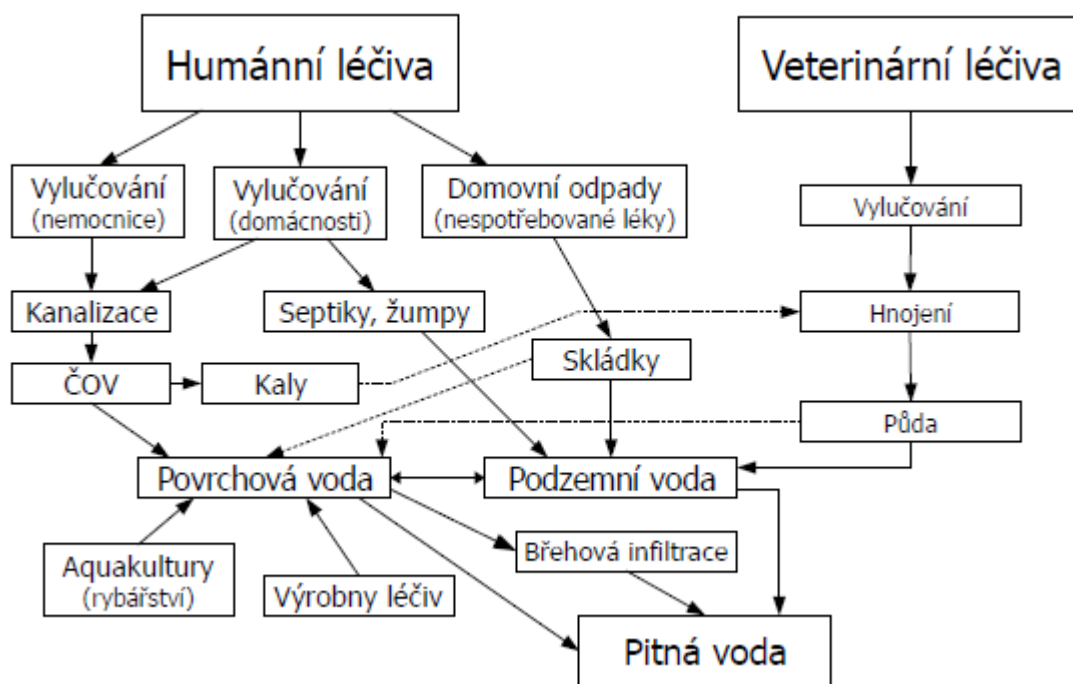 Humánní léčiva
Veterinární léčiva
Vylučování
(nemocnice)
Vylučování
(domácnosti)
Domovní odpady
(nespotřebované léky)
Vylučování
Kanalizace
Septiky, žumpy
Hnojení
ČOV
Kaly
Skládky
Půda
Povrchová voda
Podzemní voda
Břehová infiltrace
Aquakultury
(rybářství)
Výrobny léčiv
Pitná voda